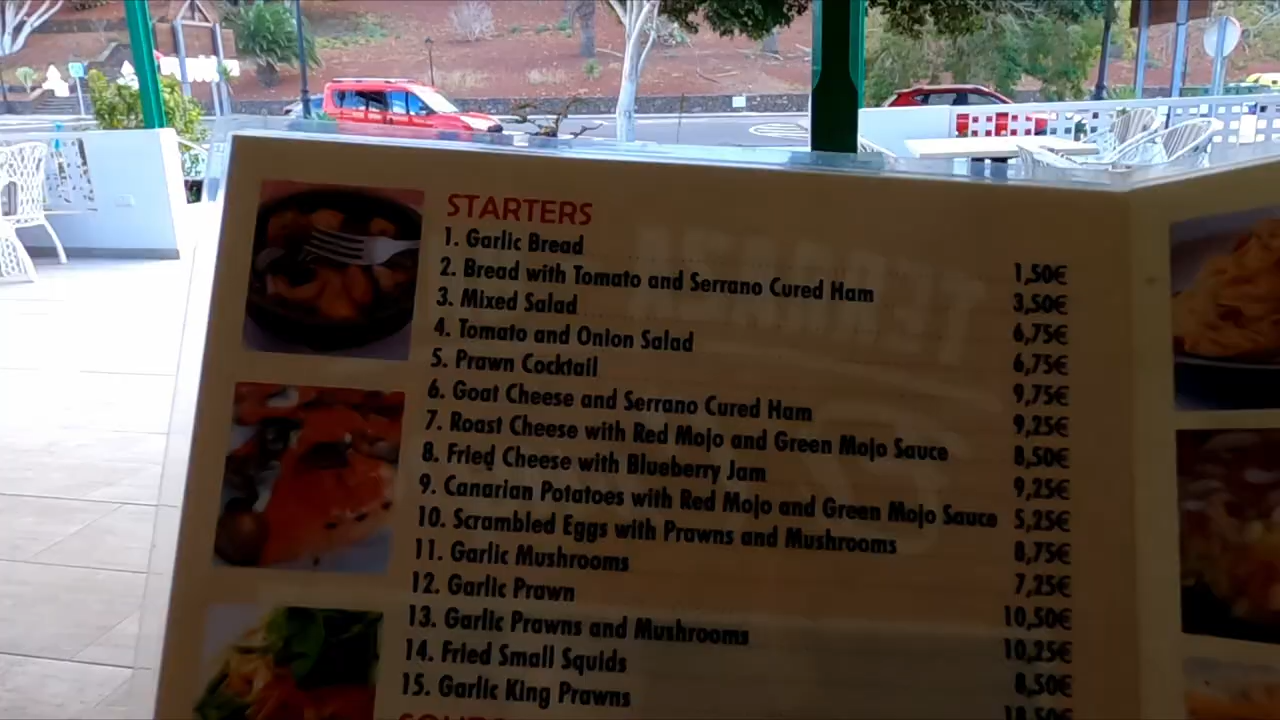 STARTERS
1. Garlic Bread 1,50€
2. Bread with Tomato and Serrano Cured Ham 3,50€
3. Mixed Salad 6,75€
4. Tomato and Onion Salad 6,75€
5. Prawn Cocktail 9,75€
6. Goat Cheese and Serrano Cured Ham 9,25€
7. Roast Cheese with Red Mojo and Green Mojo Sauce 8,50€
8. Fried Cheese with Blueberry Jam 9,25€
9. Canarian Potatoes with Red Mojo and Green Mojo Sauce 5,25€
10. Scrambled Eggs with Prawns and Mushrooms 8,75€
11. Garlic Mushrooms 7,25€
12. Garlic Prawn 10,50€
13. Garlic Prawns and Mushrooms 10,25€
14. Fried Small Squids 8,50€
15. Garlic King Prawns